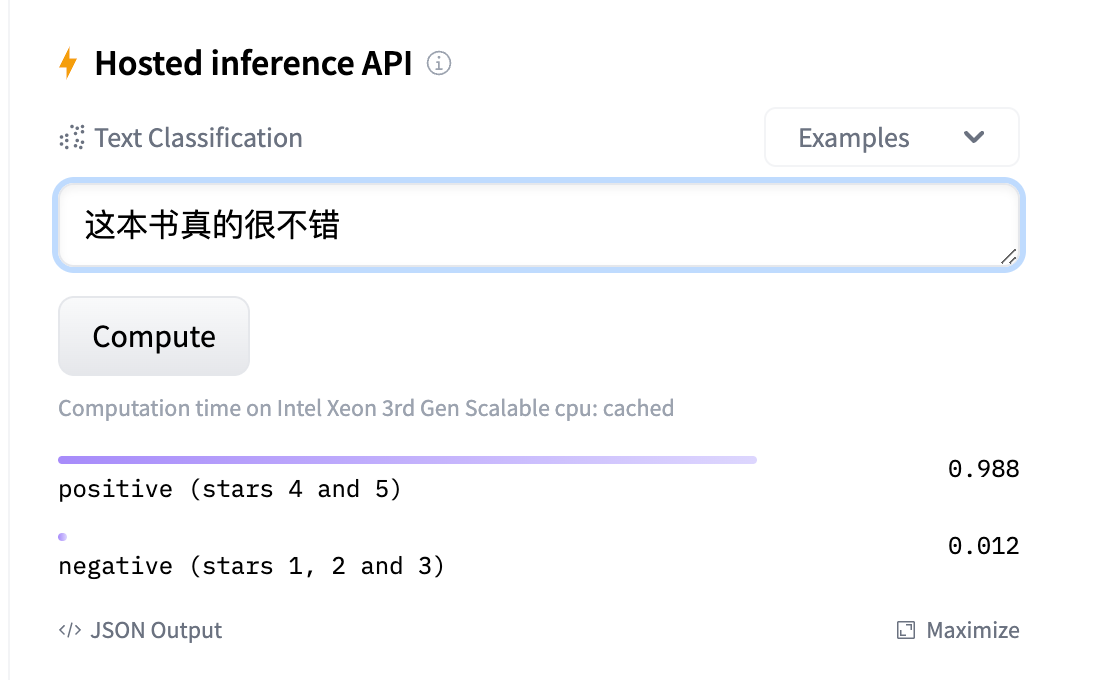 Hosted inference API
Text Classification
Examples
这本书真的很不错
Compute
Computation time on Intel Xeon 3rd Gen Scalable cpu: cached
0.988
positive (stars 4 and 5)
0.012
negative (stars 1, 2 and 3)
</> JSON Output
Maximize